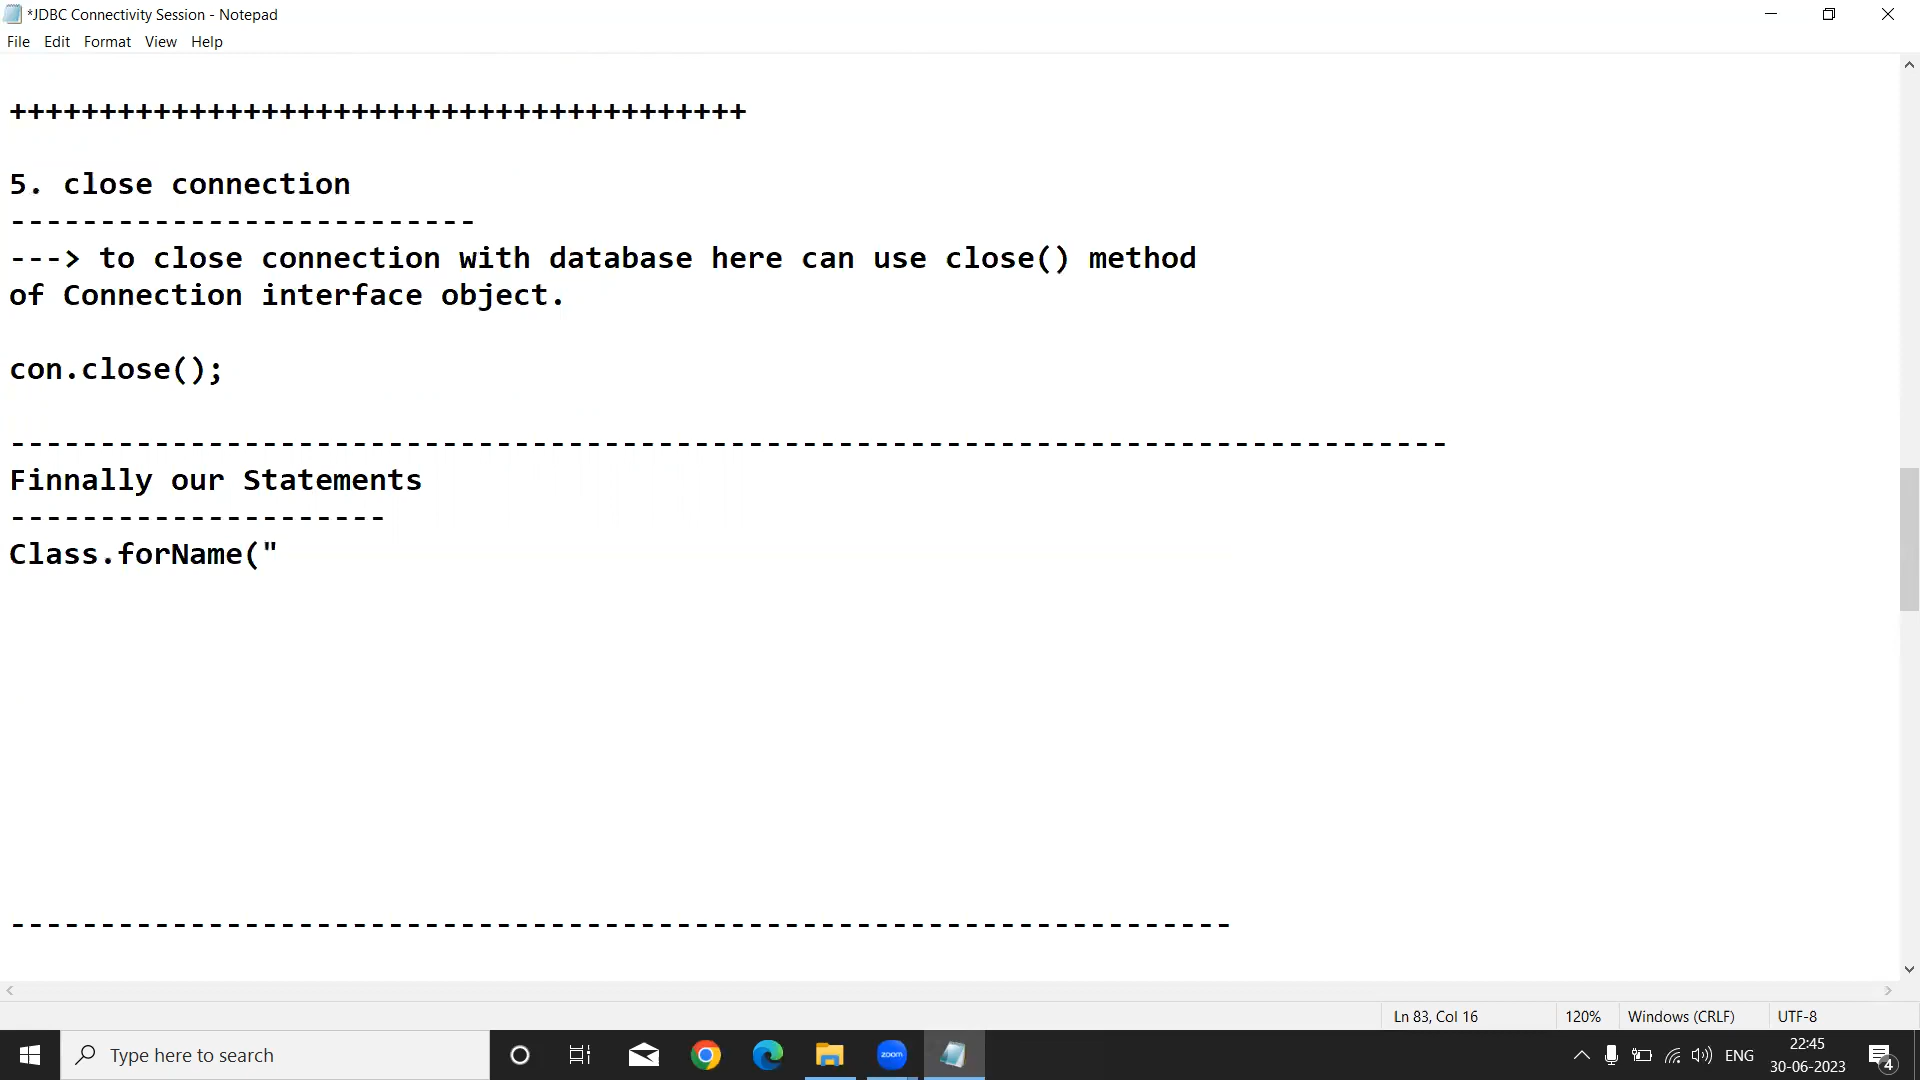 *JDBC Connectivity Session - Notepad
File Edit Format View Help
+++++++++++++++++++++++++++++++++++++++++
5. close connection
--------------------------
---> to close connection with database here can use close() method
of Connection interface object.
con.close();
--------------------------------------------------------------------------------
Finnally our Statements
---------------------
Class.forName("
--------------------------------------------------------------------
Ln 83, Col 16 120% Windows (CRLF) UTF-8
Type here to search
zoom
ENG
22:45
30-06-2023
4